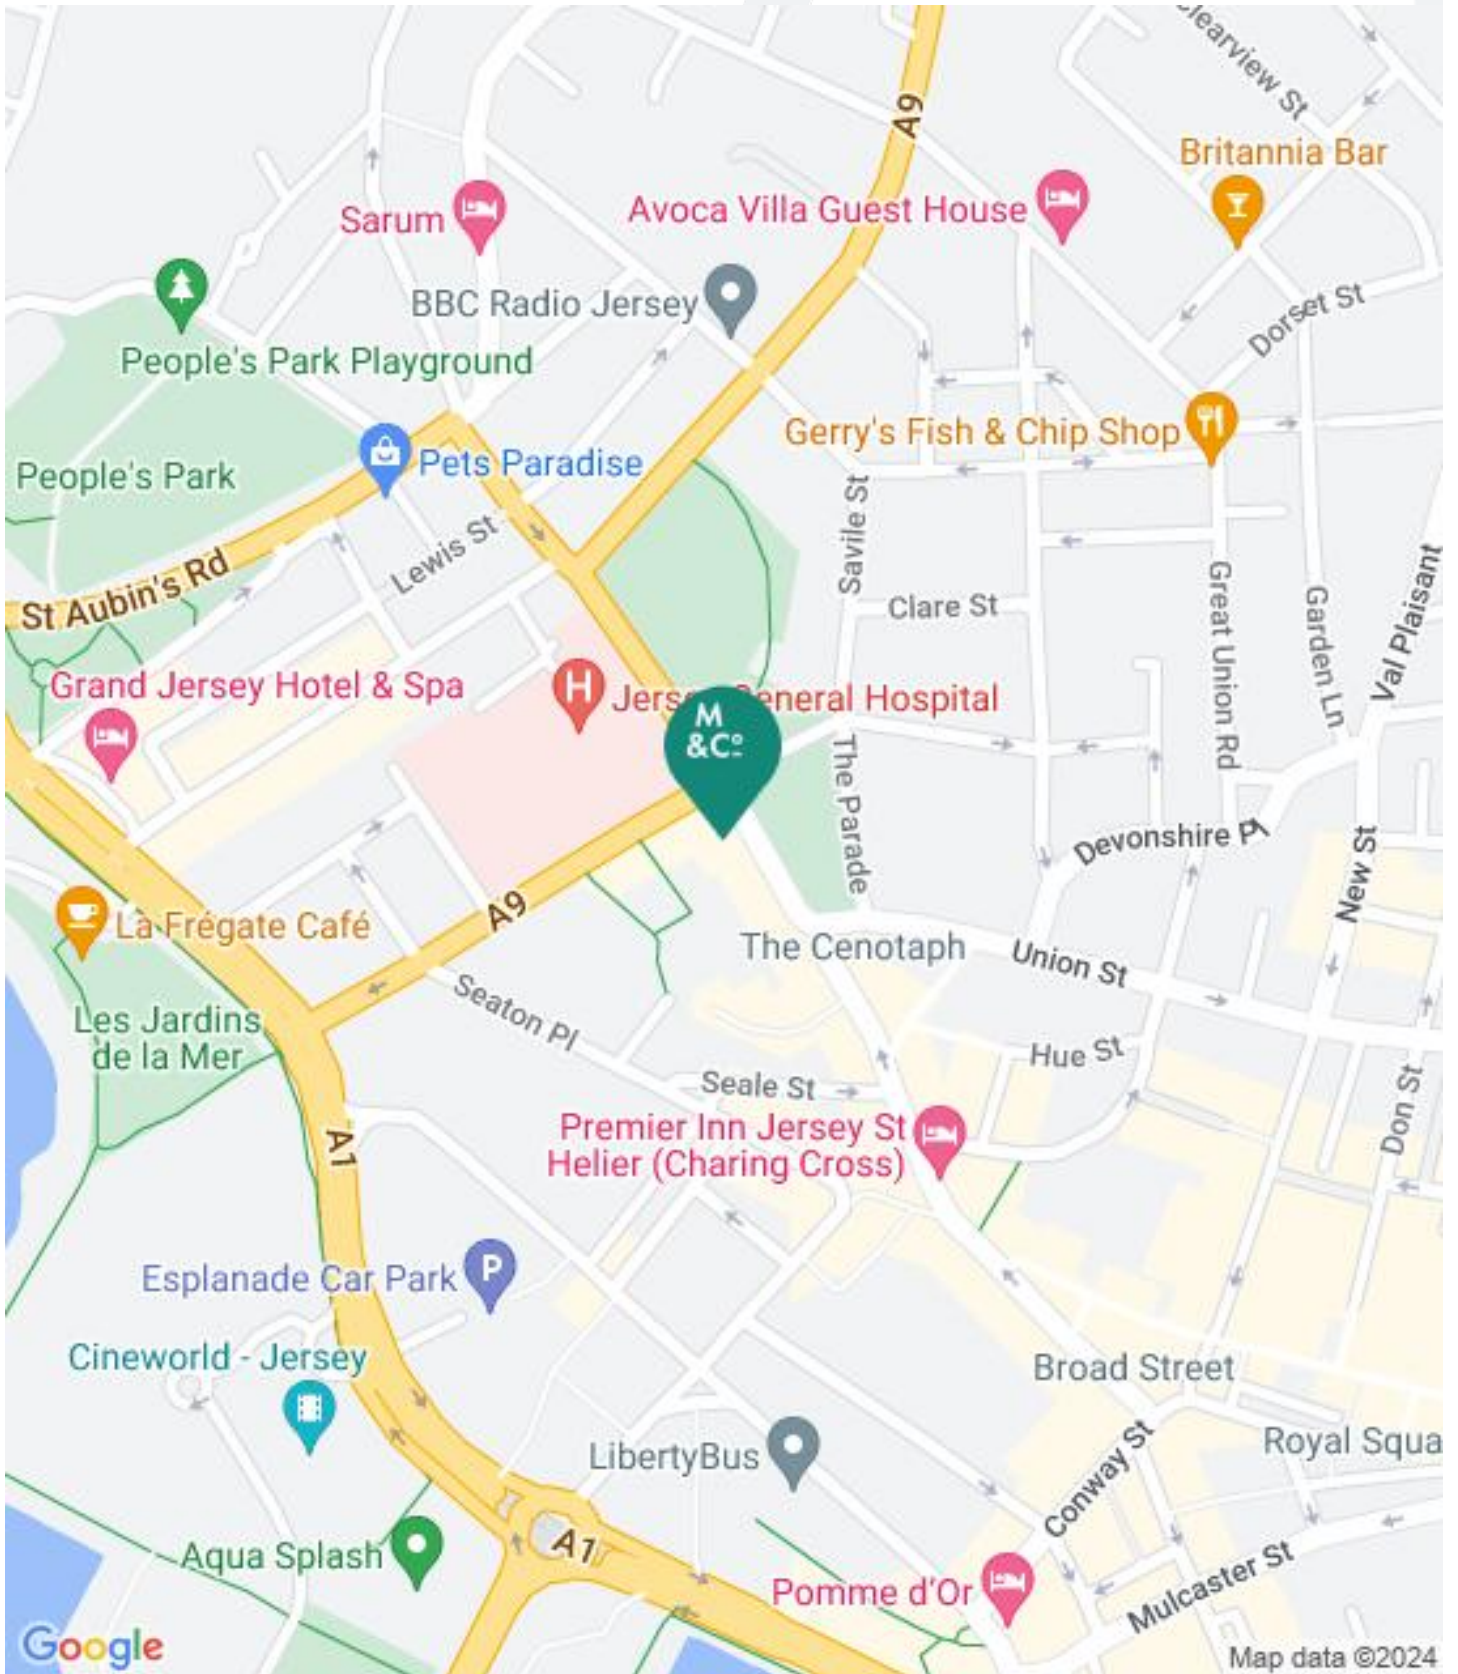 Clearview St
A9
Britannia Bar
Sarum
Avoca Villa Guest House
BBC Radio Jersey
Dorset St
People's Park Playground
Gerry's Fish & Chip Shop
Pets Paradise
People's Park
Savile St
Lewis St
St Aubin's Rd
Clare St
Great Union Rd
Garden Ln
Val Plaisant
Grand Jersey Hotel & Spa
H
General Hospital
M
&Co
The Parade
Devonshire Pl
New St
A9
La Frégate Café
The Cenotaph
Union St
Seaton Pl
Les Jardins
de la Mer
Hue St
Seale St
Don St
Premier Inn Jersey St
Helier (Charing Cross)
A1
Esplanade Car Park
P
Cineworld - Jersey
Broad Street
Royal Squa
LibertyBus
Conway St
Aqua Splash
A1
Pomme d'Or
Mulcaster St
Google
Map data ©2024